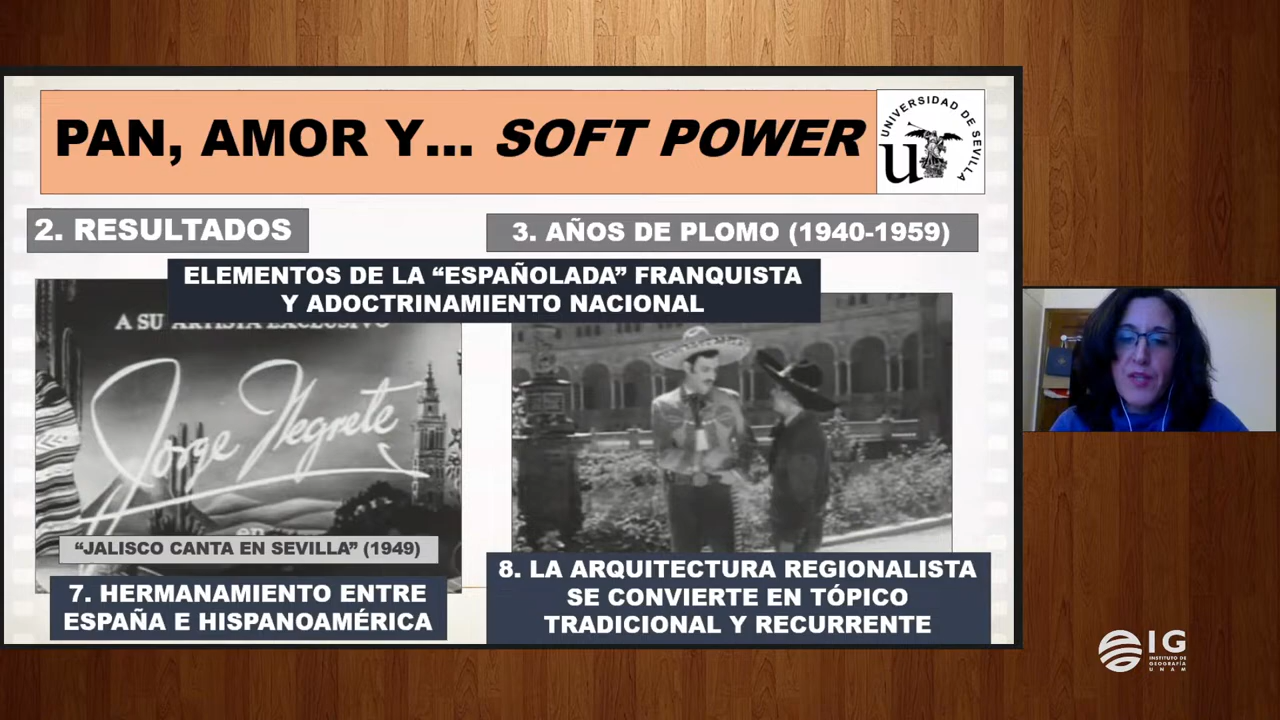 PAN, AMOR Y... SOFT POWER
UNIVERSIDAD DE SEVILLA
u
2. RESULTADOS
3. AÑOS DE PLOMO (1940-1959)
ELEMENTOS DE LA “ESPAÑOLADA” FRANQUISTA
Y ADOCTRINAMIENTO NACIONAL
A SU ARTISTA EXCLUSIVO
Jorge Negrete
en
“JALISCO CANTA EN SEVILLA” (1949)
7. HERMANAMIENTO ENTRE
ESPAÑA E HISPANOAMÉRICA
8. LA ARQUITECTURA REGIONALISTA
SE CONVIERTE EN TÓPICO
TRADICIONAL Y RECURRENTE
IG
INSTITUTO DE
GEOGRAFÍA
UNAM